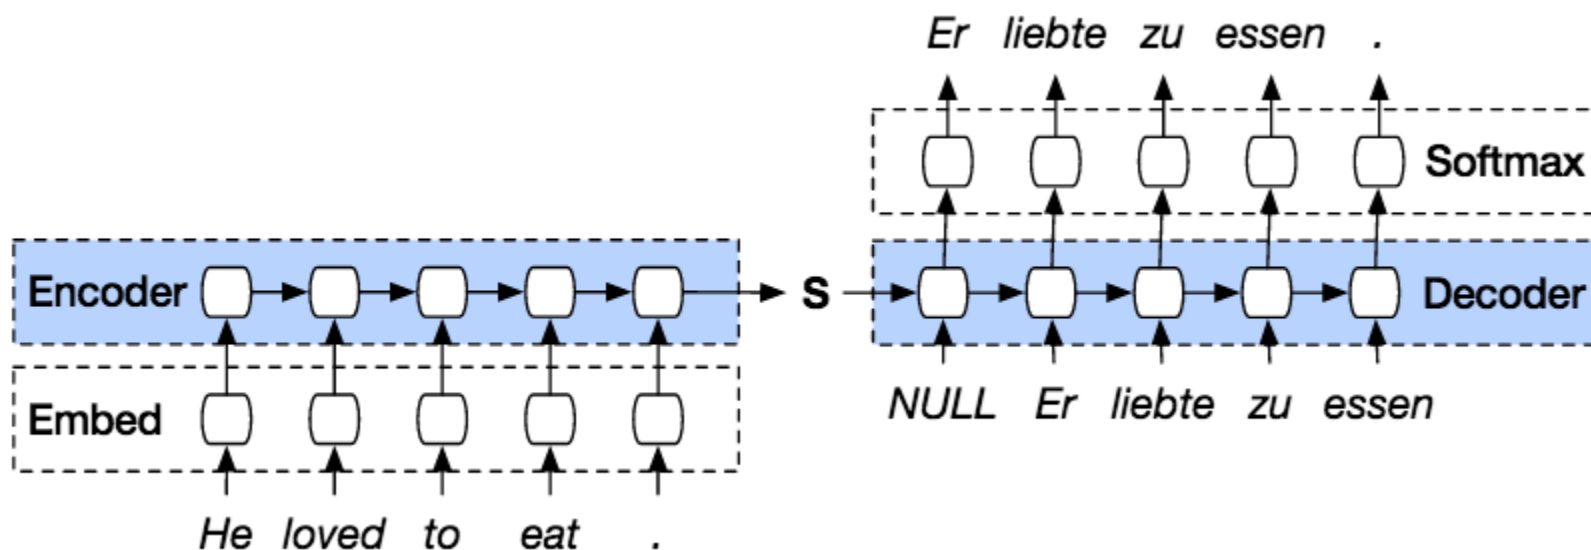 Er liebte zu essen .
Softmax
Encoder
S
Decoder
NULL Er liebte zu essen
Embed
He loved to eat .